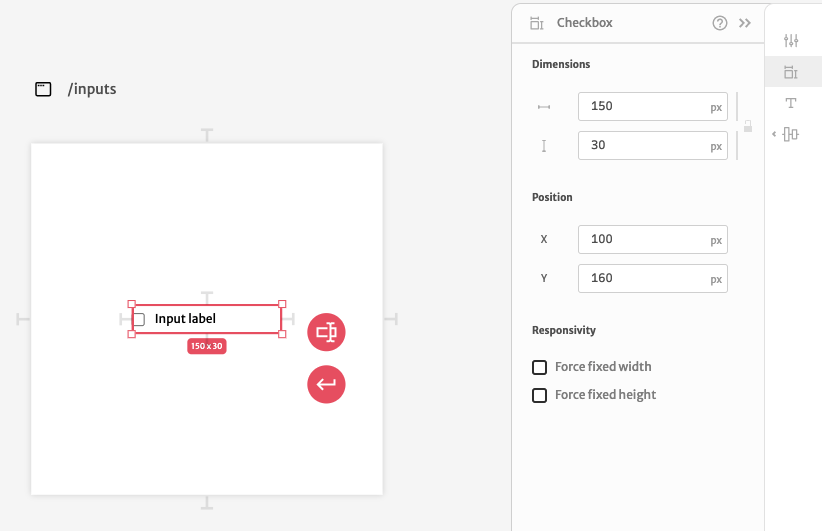 /inputs
Input label
150 x 30
Checkbox
Dimensions
150 px
30 px
Position
X 100 px
Y 160 px
Responsivity
Force fixed width
Force fixed height